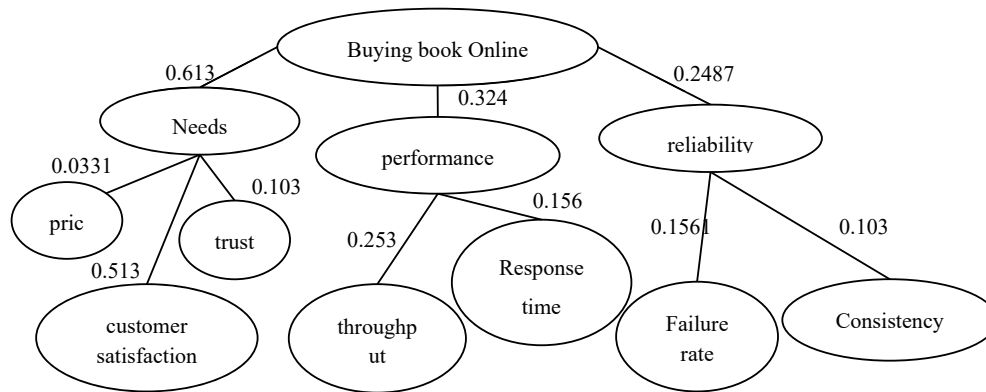 Buying book Online
0.613
0.2487
0.324
Needs
performance
reliability
0.0331
0.103
0.156
0.253
0.1561
0.103
pric
trust
0.513
Response
time
customer
satisfaction
throughp
ut
Failure
rate
Consistency